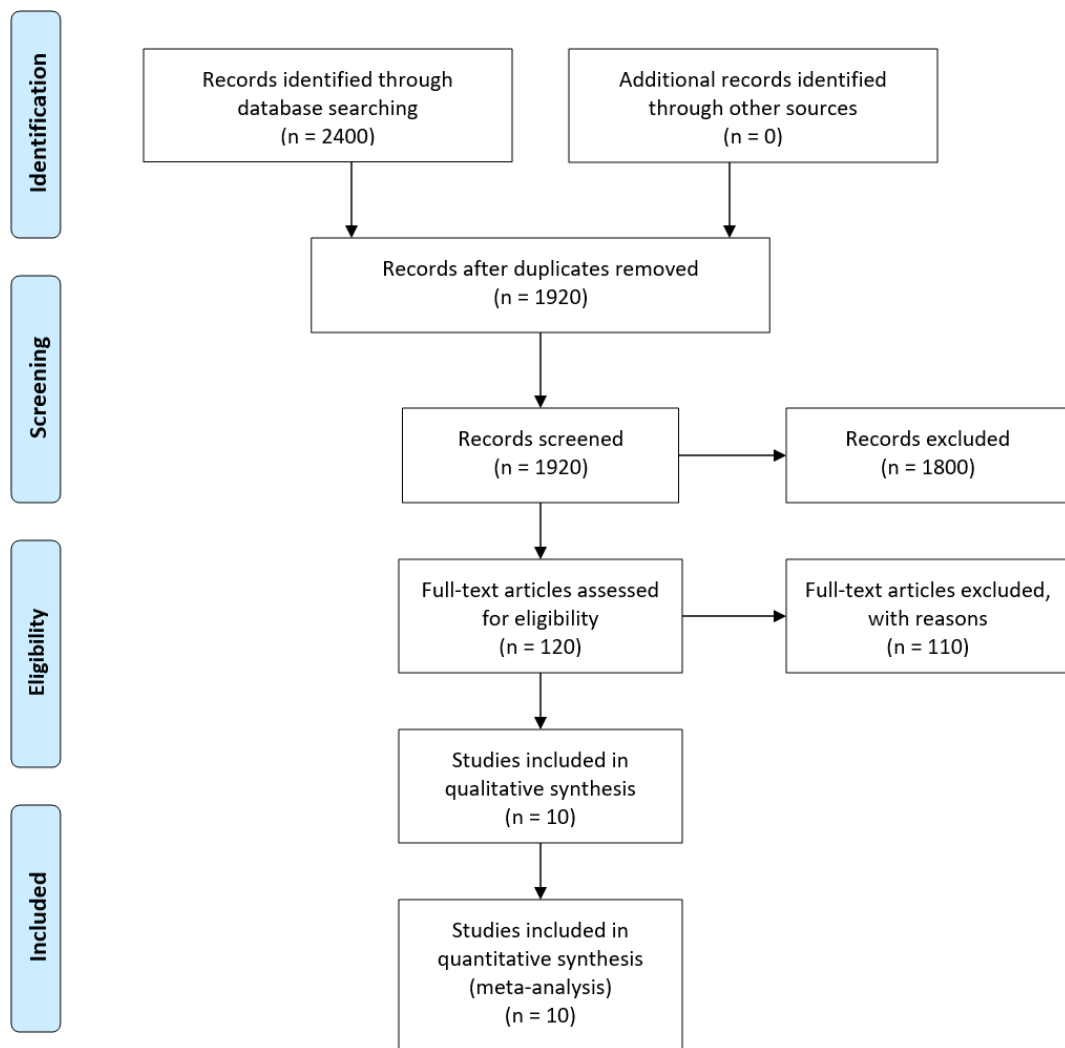 Identification
Records identified through
database searching
(n = 2400)
Additional records identified
through other sources
(n = 0)
Screening
Records after duplicates removed
(n = 1920)
Records screened
(n = 1920)
Records excluded
(n = 1800)
Eligibility
Full-text articles assessed
for eligibility
(n = 120)
Full-text articles excluded,
with reasons
(n = 110)
Studies included in
qualitative synthesis
(n = 10)
Included
Studies included in
quantitative synthesis
(meta-analysis)
(n = 10)